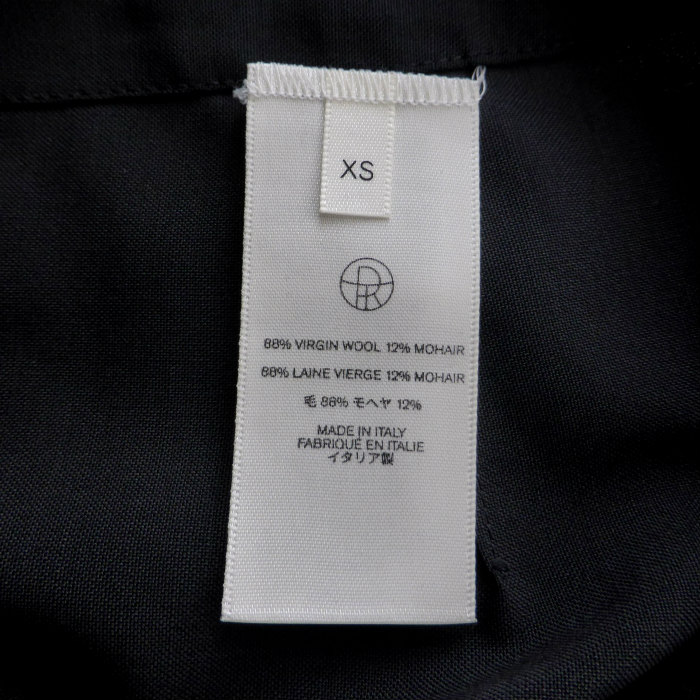 XS
88% VIRGIN WOOL 12% MOHAIR
88% LAINE VIERGE 12% MOHAIR
毛 88% モヘヤ 12%
MADE IN ITALY
FABRIQUÉ EN ITALIE
イタリア製